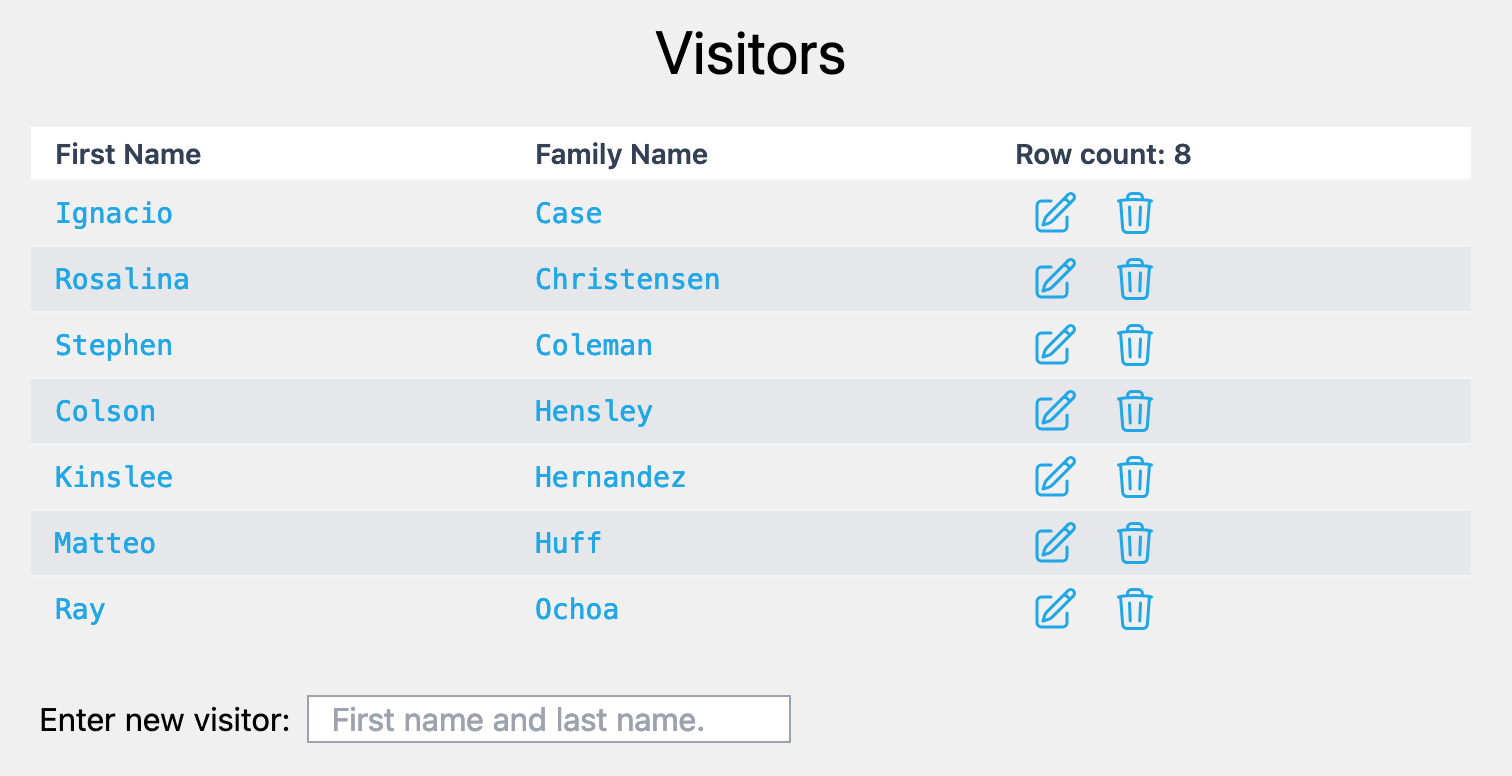 Visitors
First Name Family Name Row count: 8
Ignacio Case
Rosalina Christensen
Stephen Coleman
Colson Hensley
Kinslee Hernandez
Matteo Huff
Ray Ochoa
Enter new visitor: First name and last name.